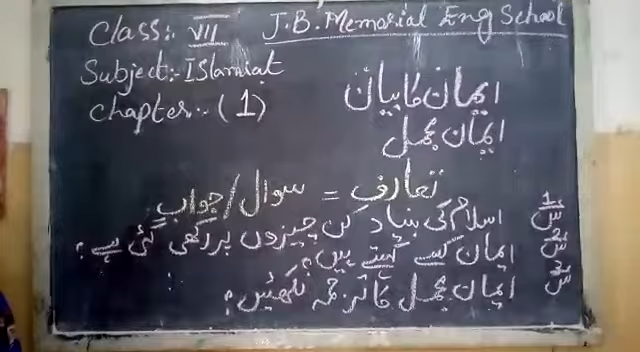 Class:- VII J.B. Memorial Eng School
Subject:- ISlamiat
Chapter:- (1)
ایمان کا بیان
ایمان مجمل
تعارف = سوال/جواب
س1 اسلام کی بنیاد کن چیزوں پر رکھی گئی ہے؟
س2 ایمان کسے کہتے ہیں؟
س3 ایمان مجمل کا ترجمہ لکھئیں؟